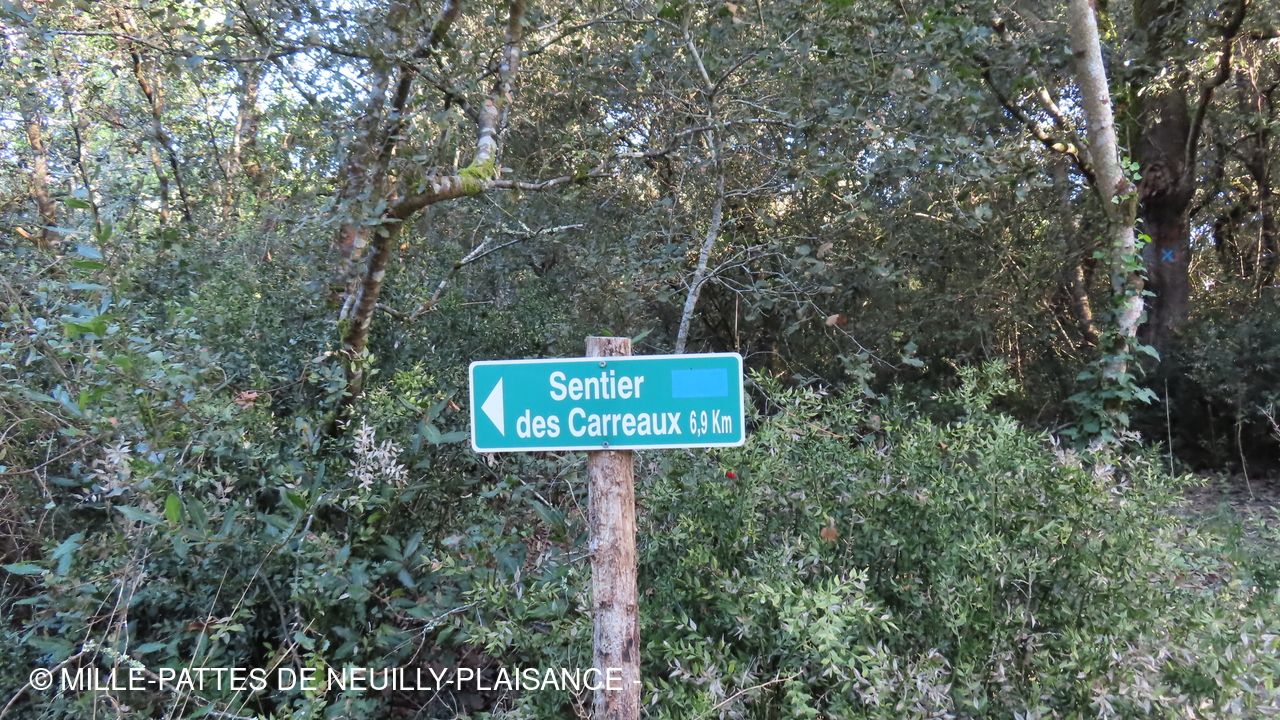 Sentier
des Carreaux 6,9 Km
© MILLE-PATTES DE NEUILLY-PLAISANCE -